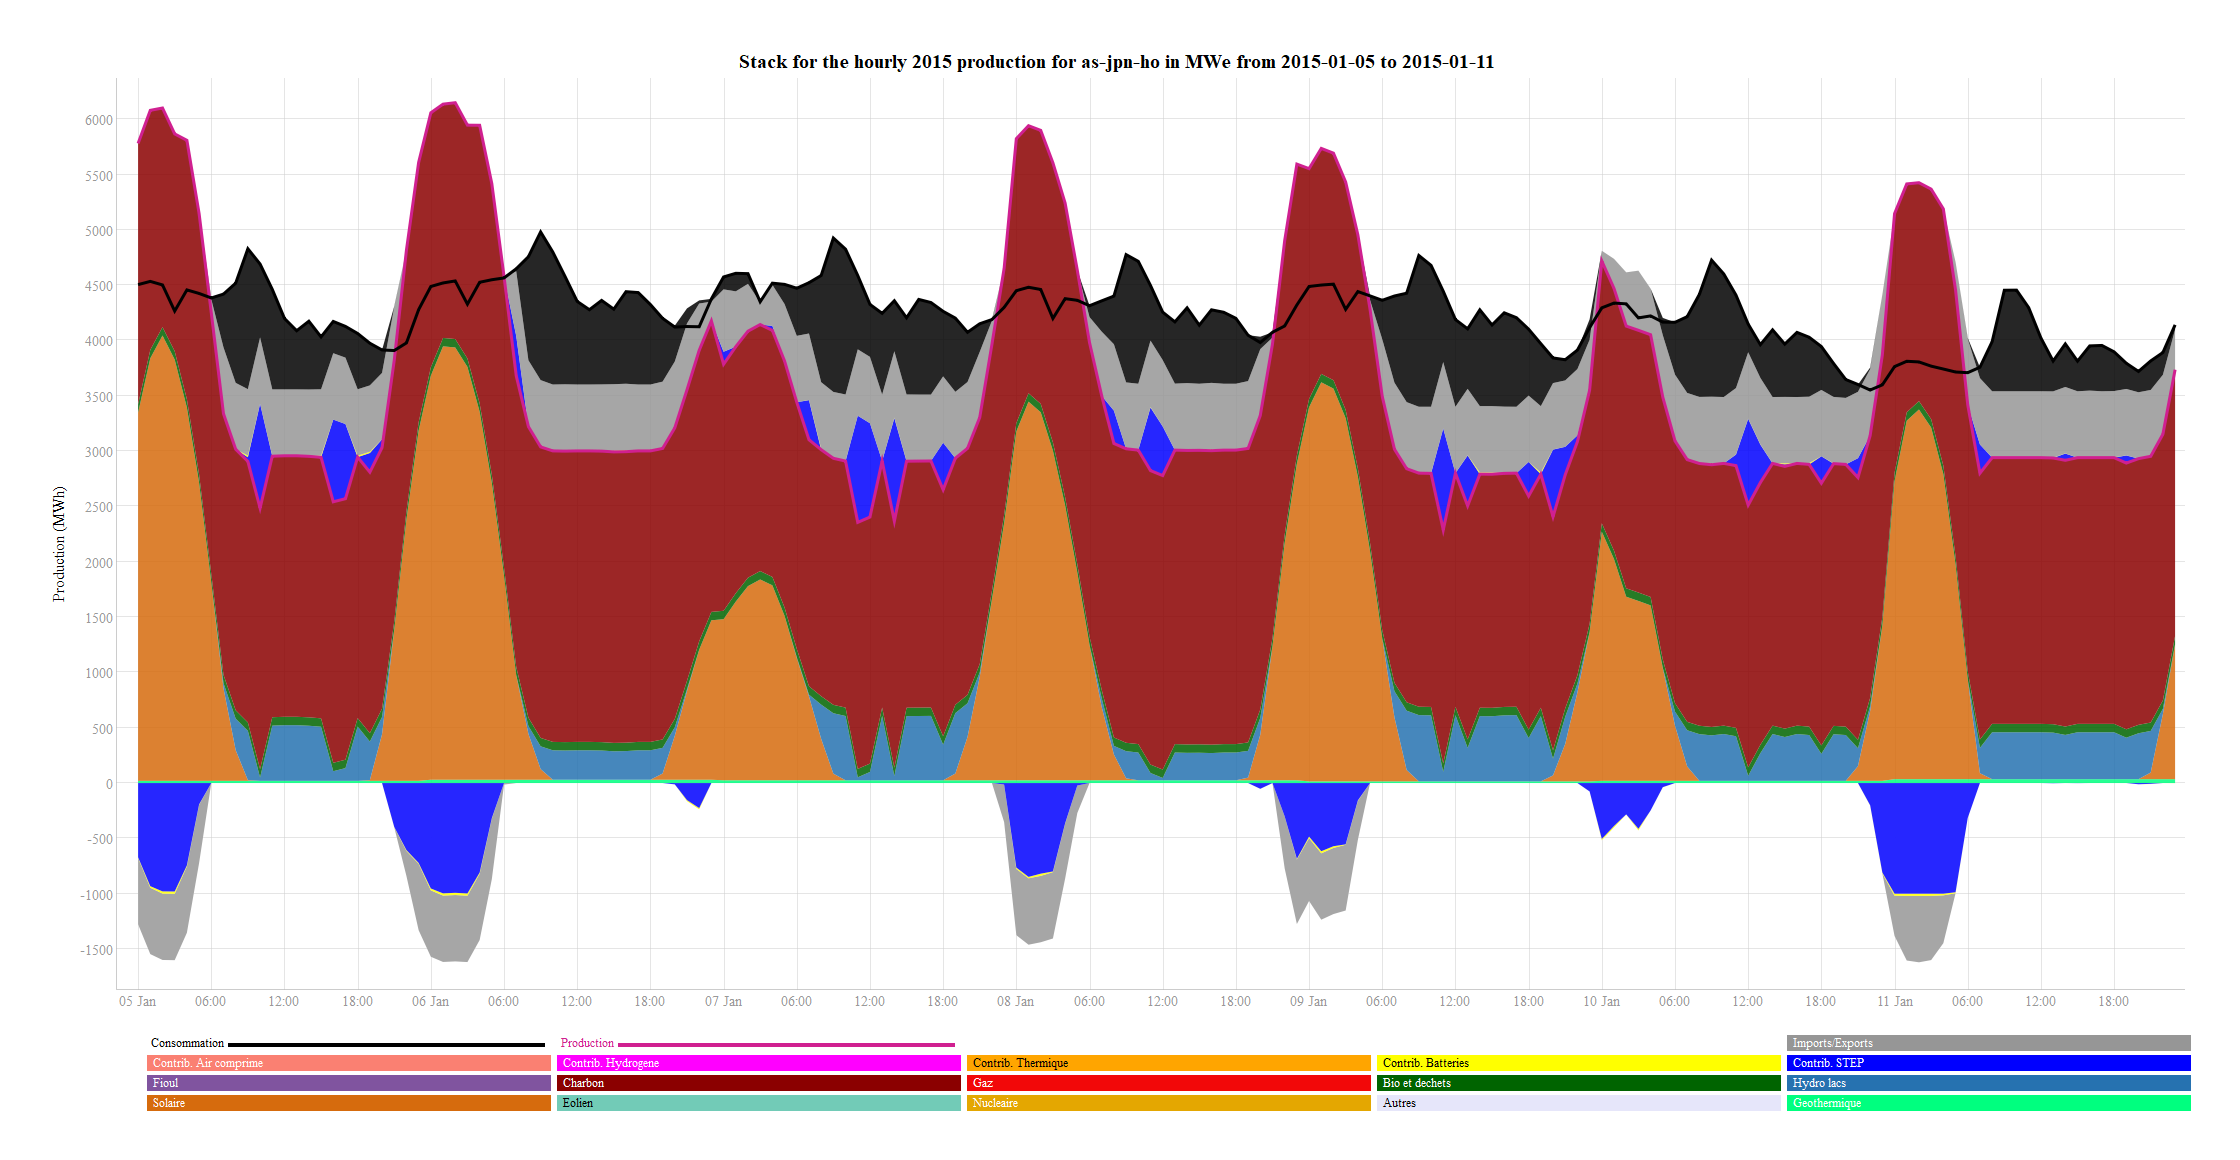 Stack for the hourly 2015 production for as-jpn-ho in MWe from 2015-01-05 to 2015-01-11
6000
5500
5000
4500
4000
3500
3000
2500
2000
1500
1000
500
0
-500
-1000
-1500
Production (MWh)
05 Jan 06:00 12:00 18:00 06 Jan 06:00 12:00 18:00 07 Jan 06:00 12:00 18:00 08 Jan 06:00 12:00 18:00 09 Jan 06:00 12:00 18:00 10 Jan 06:00 12:00 18:00 11 Jan 06:00 12:00 18:00
Consommation Production Imports/Exports
Contrib. Air comprime Contrib. Hydrogene Contrib. Thermique Contrib. Batteries Contrib. STEP
Fioul Charbon Gaz Bio et dechets Hydro lacs
Solaire Eolien Nucleaire Autres Geothermique